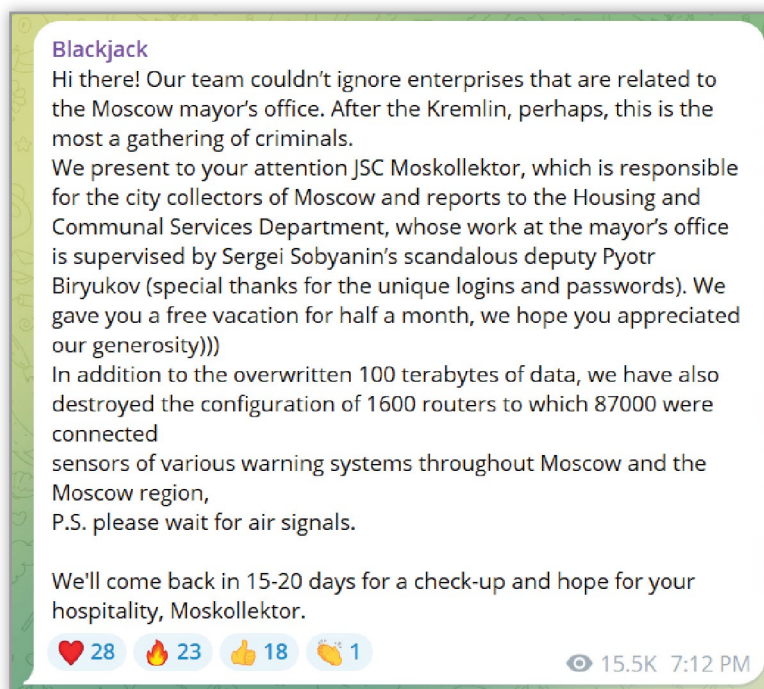 Blackjack
Hi there! Our team couldn't ignore enterprises that are related to
the Moscow mayor's office. After the Kremlin, perhaps, this is the
most a gathering of criminals.
We present to your attention JSC Moskollektor, which is responsible
for the city collectors of Moscow and reports to the Housing and
Communal Services Department, whose work at the mayor's office
is supervised by Sergei Sobyanin's scandalous deputy Pyotr
Biryukov (special thanks for the unique logins and passwords). We
gave you a free vacation for half a month, we hope you appreciated
our generosity)))
In addition to the overwritten 100 terabytes of data, we have also
destroyed the configuration of 1600 routers to which 87000 were
connected
sensors of various warning systems throughout Moscow and the
Moscow region,
P.S. please wait for air signals.
We'll come back in 15-20 days for a check-up and hope for your
hospitality, Moskollektor.
❤️ 28 🔥 23 👍 18 👏 1 15.5K 7:12 PM